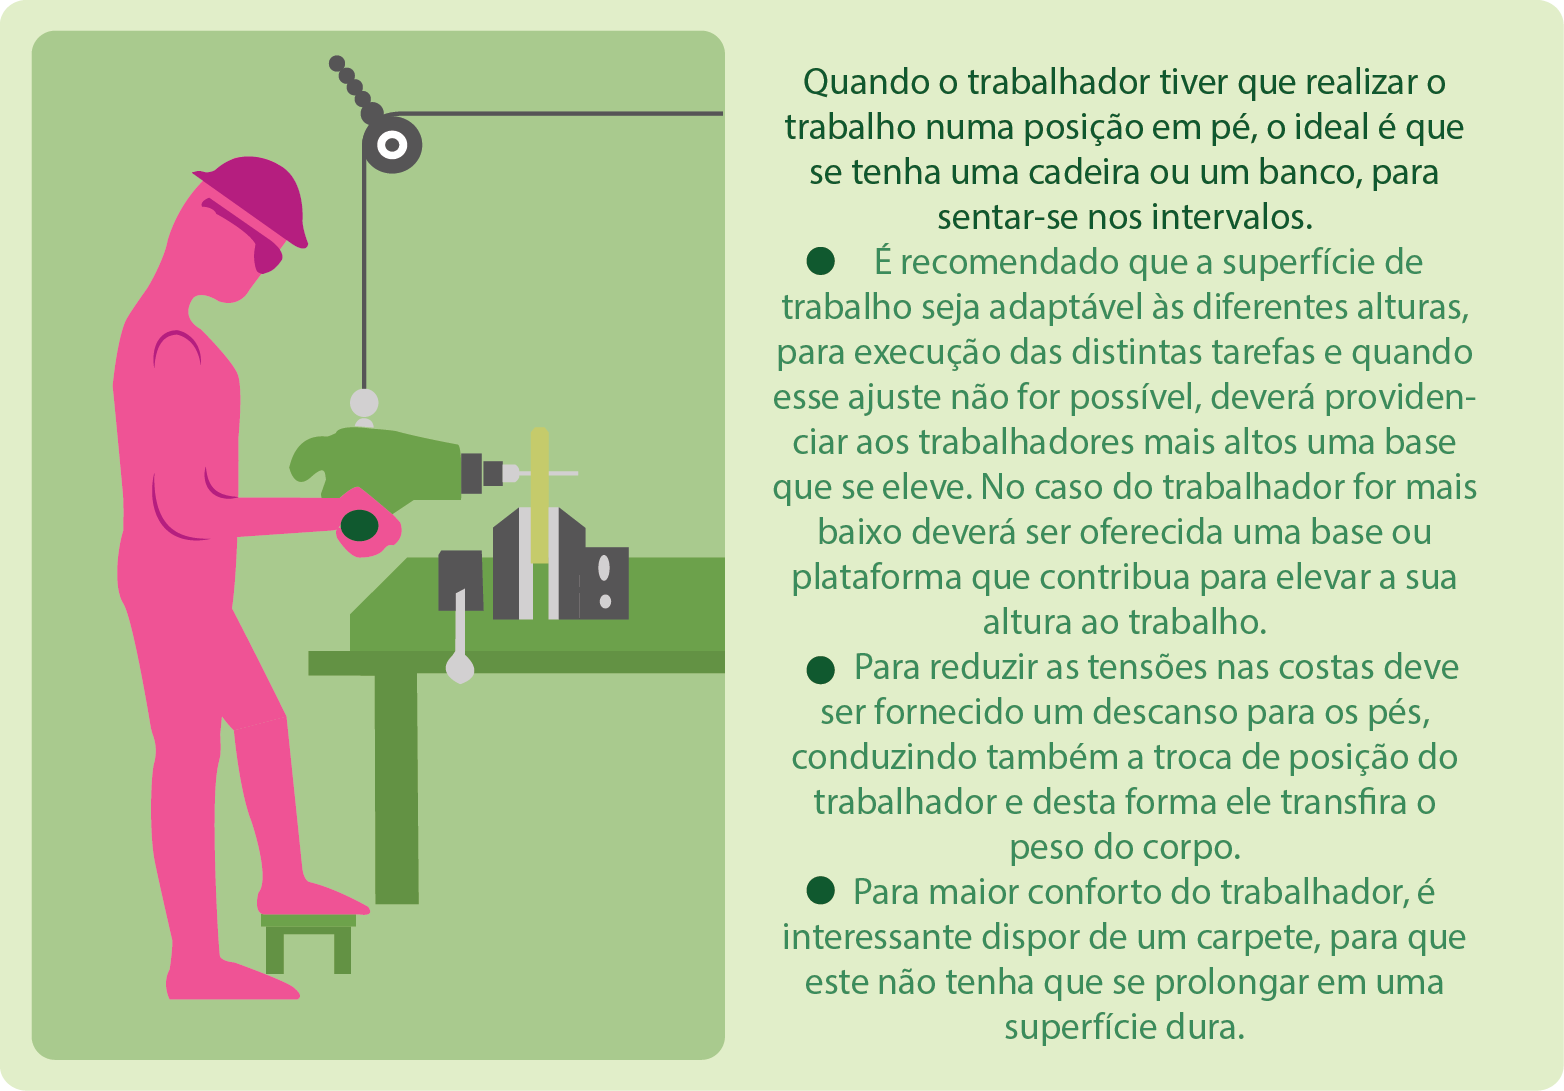 Quando o trabalhador tiver que realizar o
trabalho numa posição em pé, o ideal é que
se tenha uma cadeira ou um banco, para
sentar-se nos intervalos.
● É recomendado que a superfície de
trabalho seja adaptável às diferentes alturas,
para execução das distintas tarefas e quando
esse ajuste não for possível, deverá providen-
ciar aos trabalhadores mais altos uma base
que se eleve. No caso do trabalhador for mais
baixo deverá ser oferecida uma base ou
plataforma que contribua para elevar a sua
altura ao trabalho.
● Para reduzir as tensões nas costas deve
ser fornecido um descanso para os pés,
conduzindo também a troca de posição do
trabalhador e desta forma ele transfira o
peso do corpo.
● Para maior conforto do trabalhador, é
interessante dispor de um carpete, para que
este não tenha que se prolongar em uma
superfície dura.